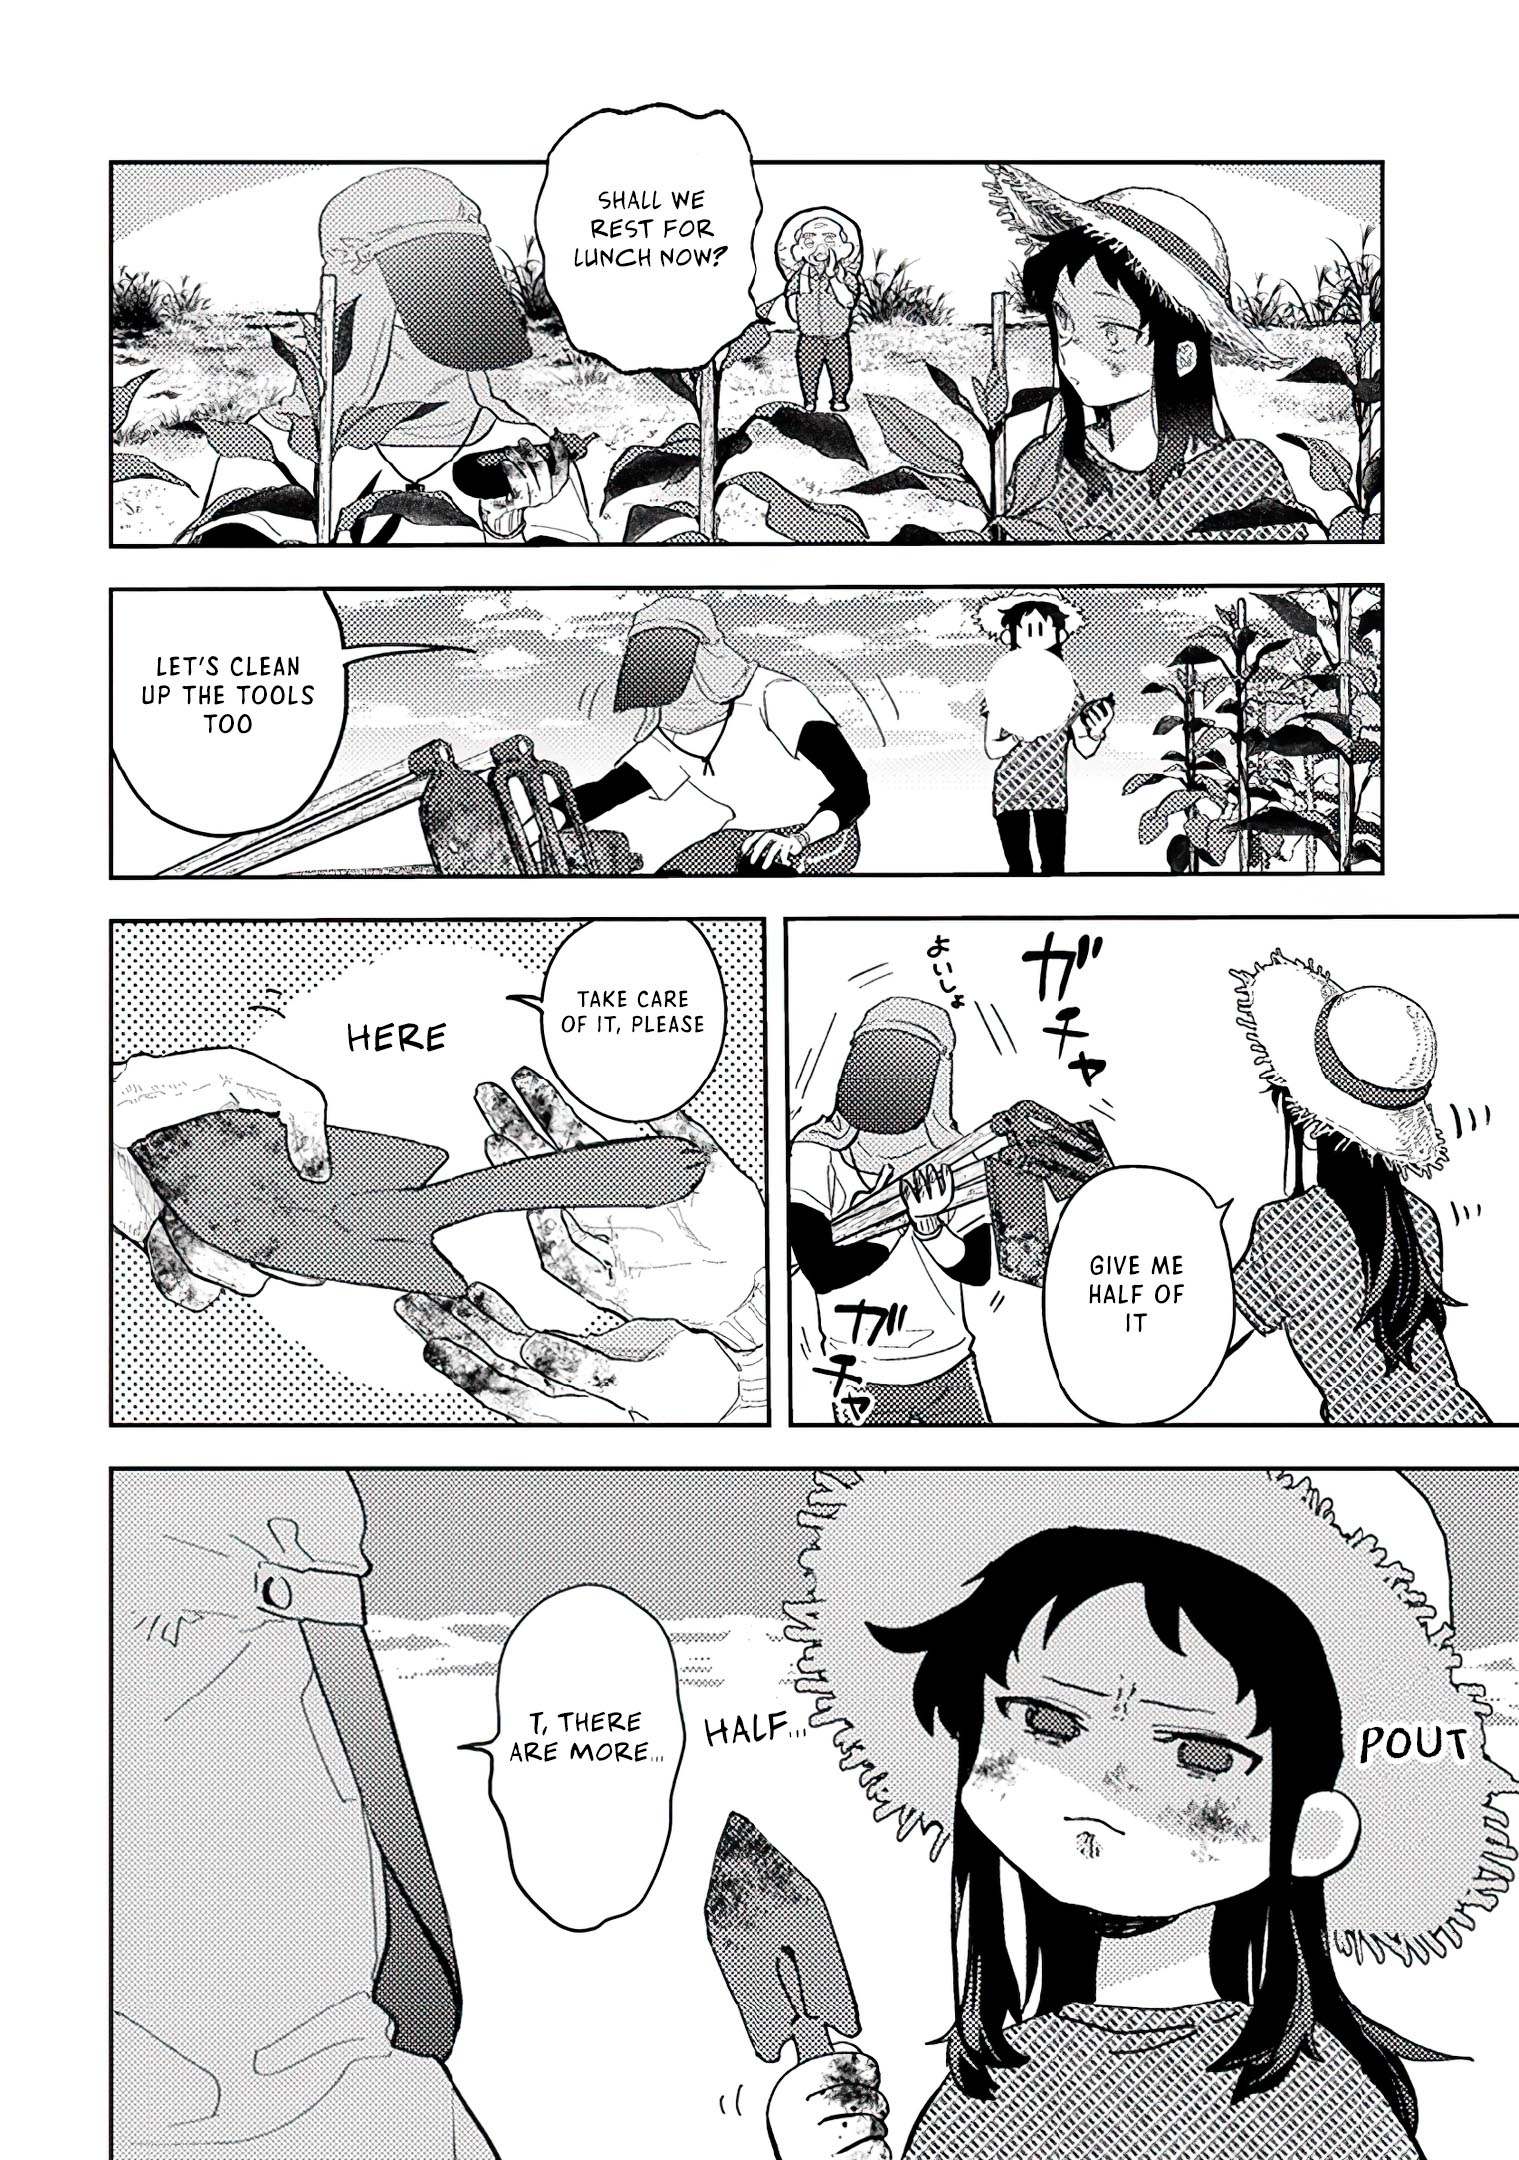 SHALL WE
REST FOR
LUNCH NOW?
LET'S CLEAN
UP THE TOOLS
TOO
ガチャ
よいしょ
GIVE ME
HALF OF
IT
ガチャ
TAKE CARE
OF IT, PLEASE
HERE
POUT
HALF...
T, THERE
ARE MORE...